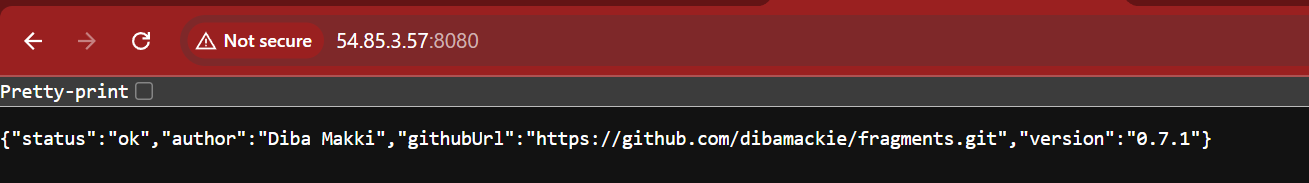 Not secure 54.85.3.57:8080
Pretty-print
{"status":"ok","author":"Diba Makki","githubUrl":"https://github.com/dibamackie/fragments.git","version":"0.7.1"}